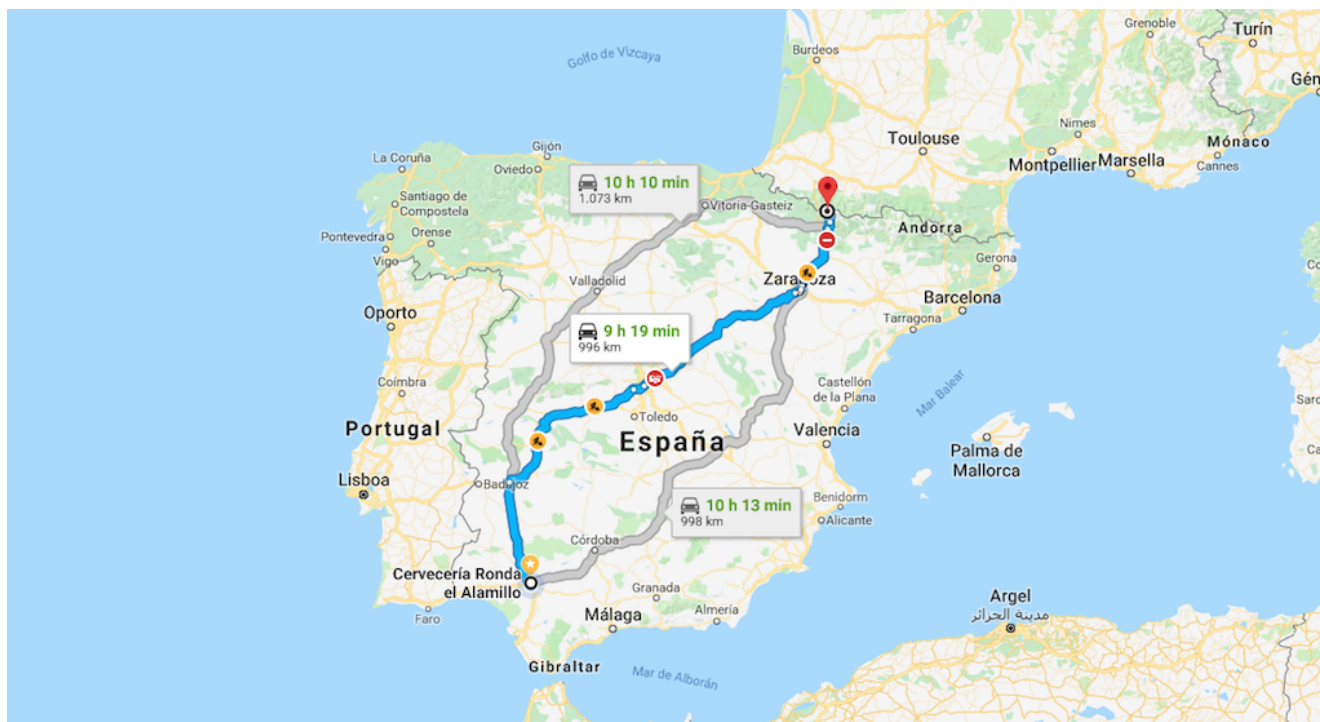 Grenoble
Turín
Burdeos
Golfo de Vizcaya
Gén
Toulouse
Nimes
Mónaco
Gijón
La Coruña
Oviedo
Montpellier
Marsella
Cannes
10 h 10 min
1.073 km
Santiago de
Compostela
Vitoria-Gasteiz
Andorra
Pontevedra
Orense
Vigo
Gerona
Valladolid
Zaragoza
Barcelona
Oporto
Tarragona
9 h 19 min
996 km
Coímbra
Castellón
de la Plana
Mar Balear
Toledo
Portugal
España
Valencia
Palma de
Mallorca
Lisboa
Badajoz
Benidorm
Alicante
10 h 13 min
998 km
Córdoba
Cervecería Ronda
el Alamillo
Granada
Argel
مدينة الجزائر
Faro
Málaga
Almería
Gibraltar
Mar de Alborán